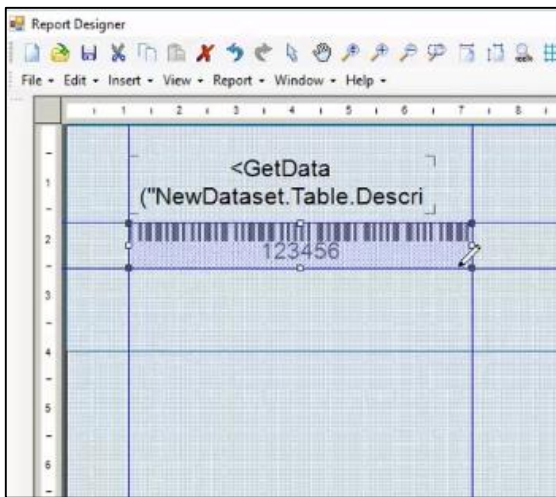 Report Designer
File Edit Insert View Report Window Help
1 1 2 3 4 5 6 7 8
<GetData
("NewDataset.Table.Descri
123456
1
2
3
4
5
6